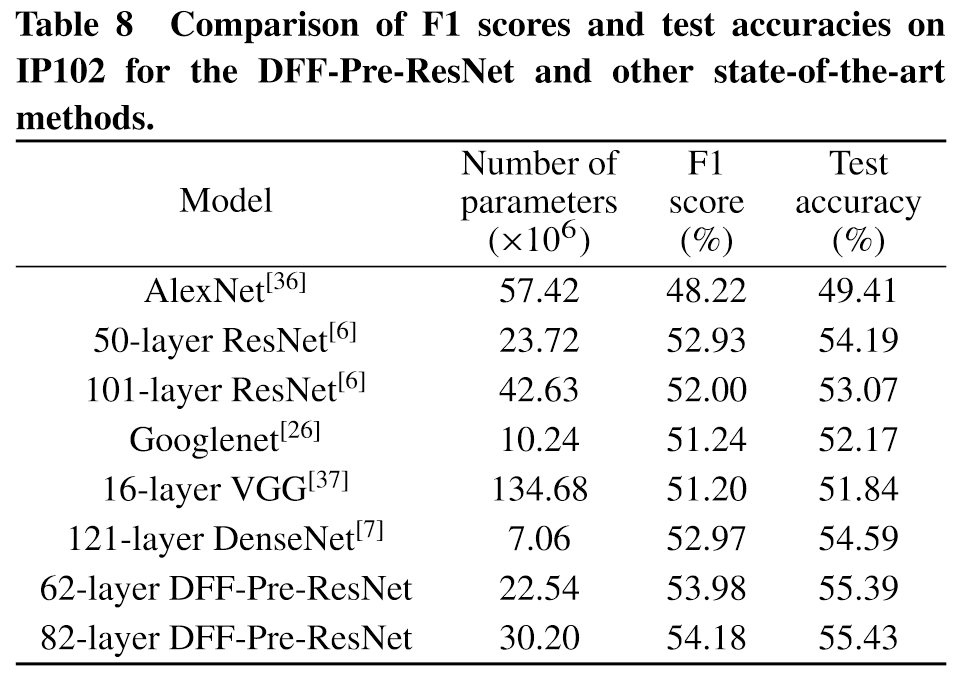 Table 8 Comparison of F1 scores and test accuracies on
IP102 for the DFF-Pre-ResNet and other state-of-the-art
methods.
Model Number of parameters (×10⁶) F1 score (%) Test accuracy (%)
AlexNet[36] 57.42 48.22 49.41
50-layer ResNet[6] 23.72 52.93 54.19
101-layer ResNet[6] 42.63 52.00 53.07
Googlenet[26] 10.24 51.24 52.17
16-layer VGG[37] 134.68 51.20 51.84
121-layer DenseNet[7] 7.06 52.97 54.59
62-layer DFF-Pre-ResNet 22.54 53.98 55.39
82-layer DFF-Pre-ResNet 30.20 54.18 55.43